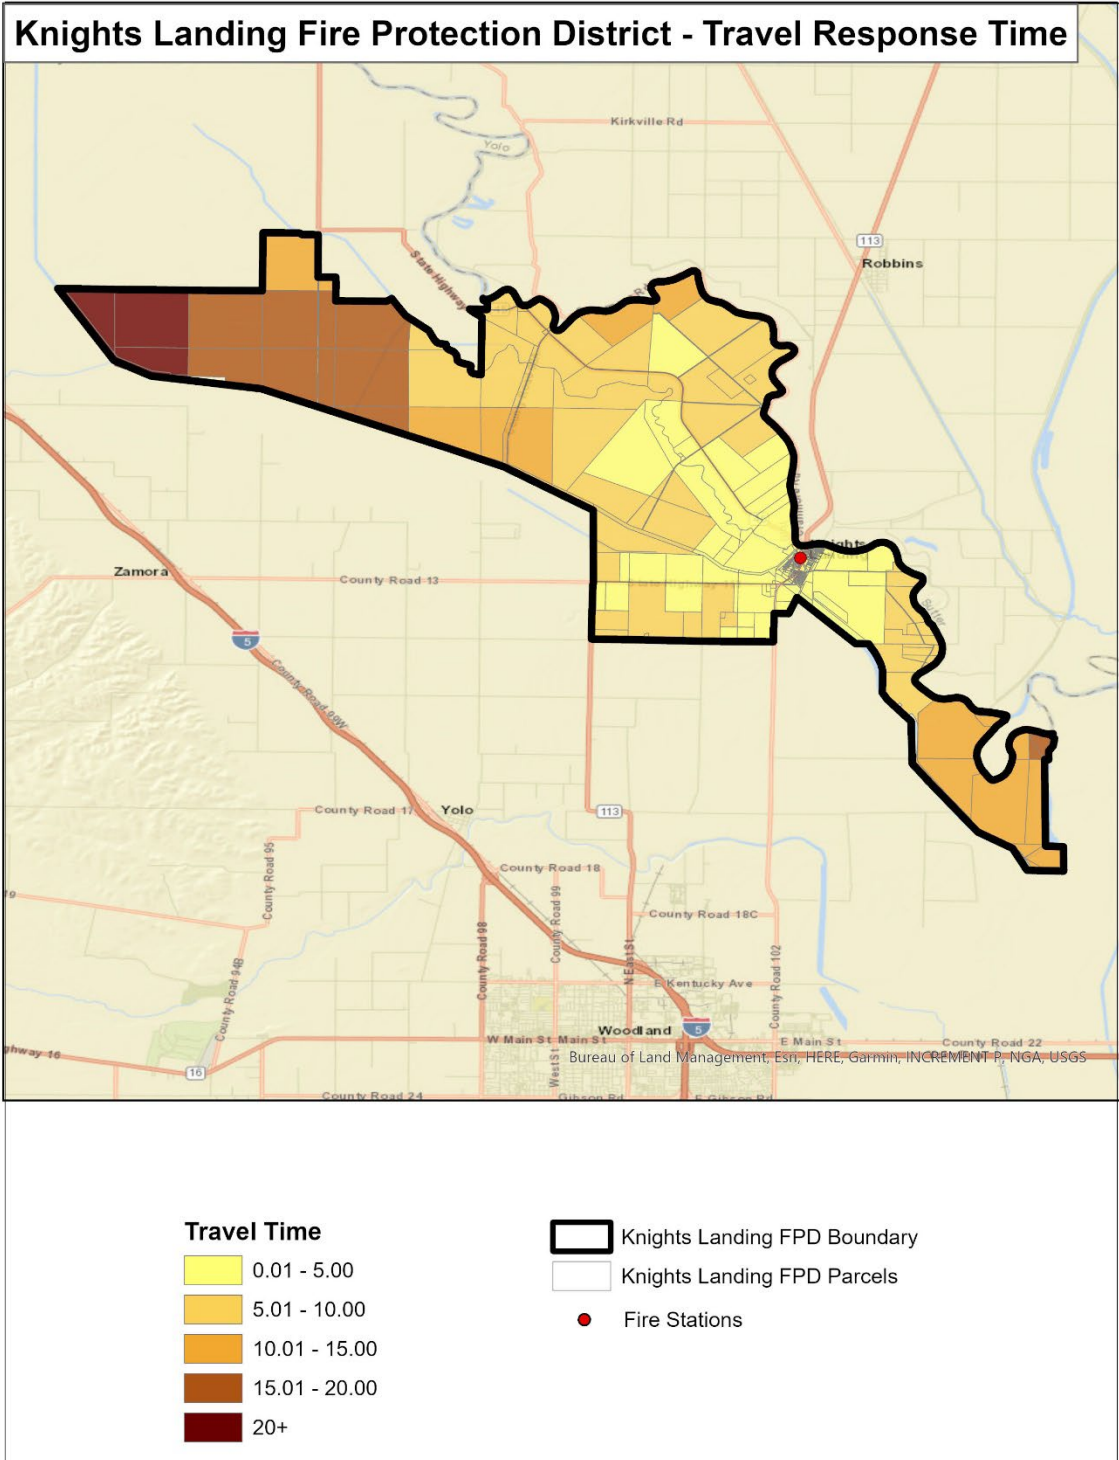 Knights Landing Fire Protection District - Travel Response Time
Kirkville Rd
Yolo
113
Robbins
State Highway
Rd
Knights
Sutter
Zamora
County Road 13
5
County Road 99W
County Road 17
Yolo
113
County Road 95
County Road 18
County Road 99
County Road 18C
County Road 98
N East St
County Road 102
County Road 94B
E Kentucky Ave
Woodland
5
W Main St
Main St
E Main St
County Road 22
ghway 16
16
West St
Bureau of Land Management, Esri, HERE, Garmin, INCREMENT P, NGA, USGS
County Road 24
Gibson Rd
E Gibson Rd
Travel Time
0.01 - 5.00
5.01 - 10.00
10.01 - 15.00
15.01 - 20.00
20+
Knights Landing FPD Boundary
Knights Landing FPD Parcels
Fire Stations